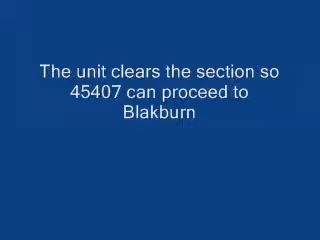 The unit clears the section so
45407 can proceed to
Blakburn